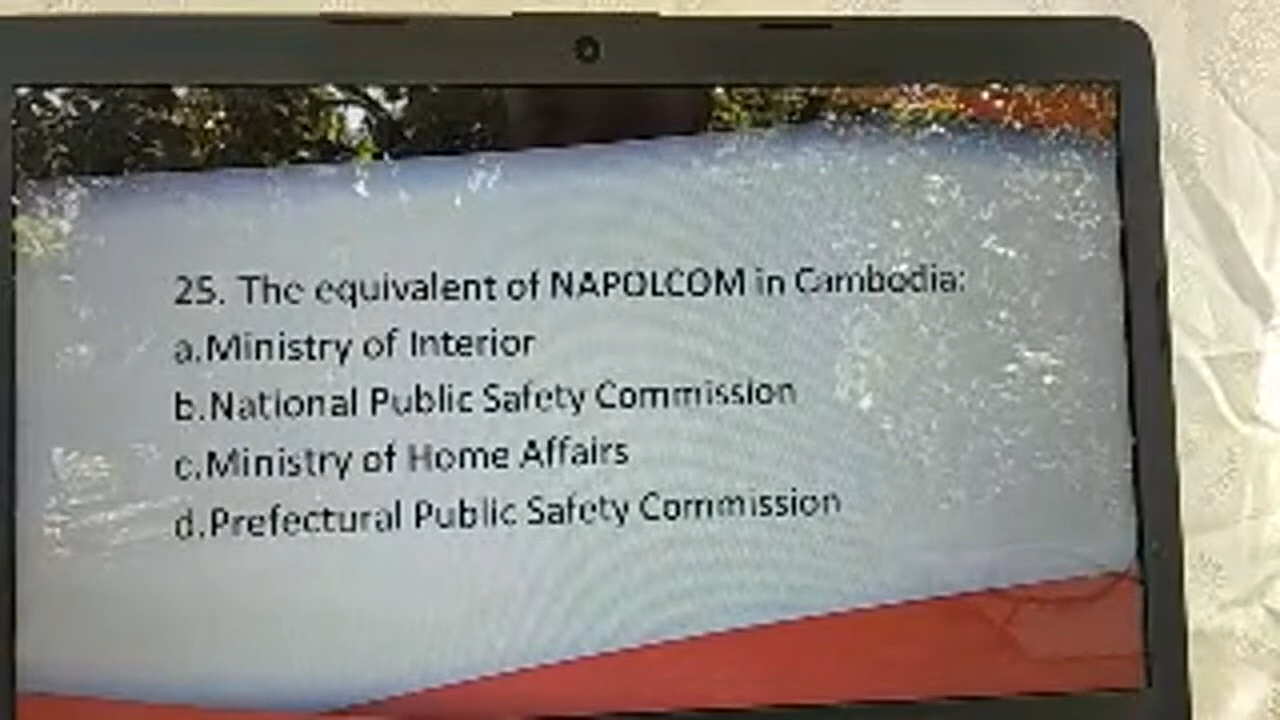 25. The equivalent of NAPOLCOM in Cambodia:
a.Ministry of Interior
b.National Public Safety Commission
c.Ministry of Home Affairs
d.Prefectural Public Safety Commission